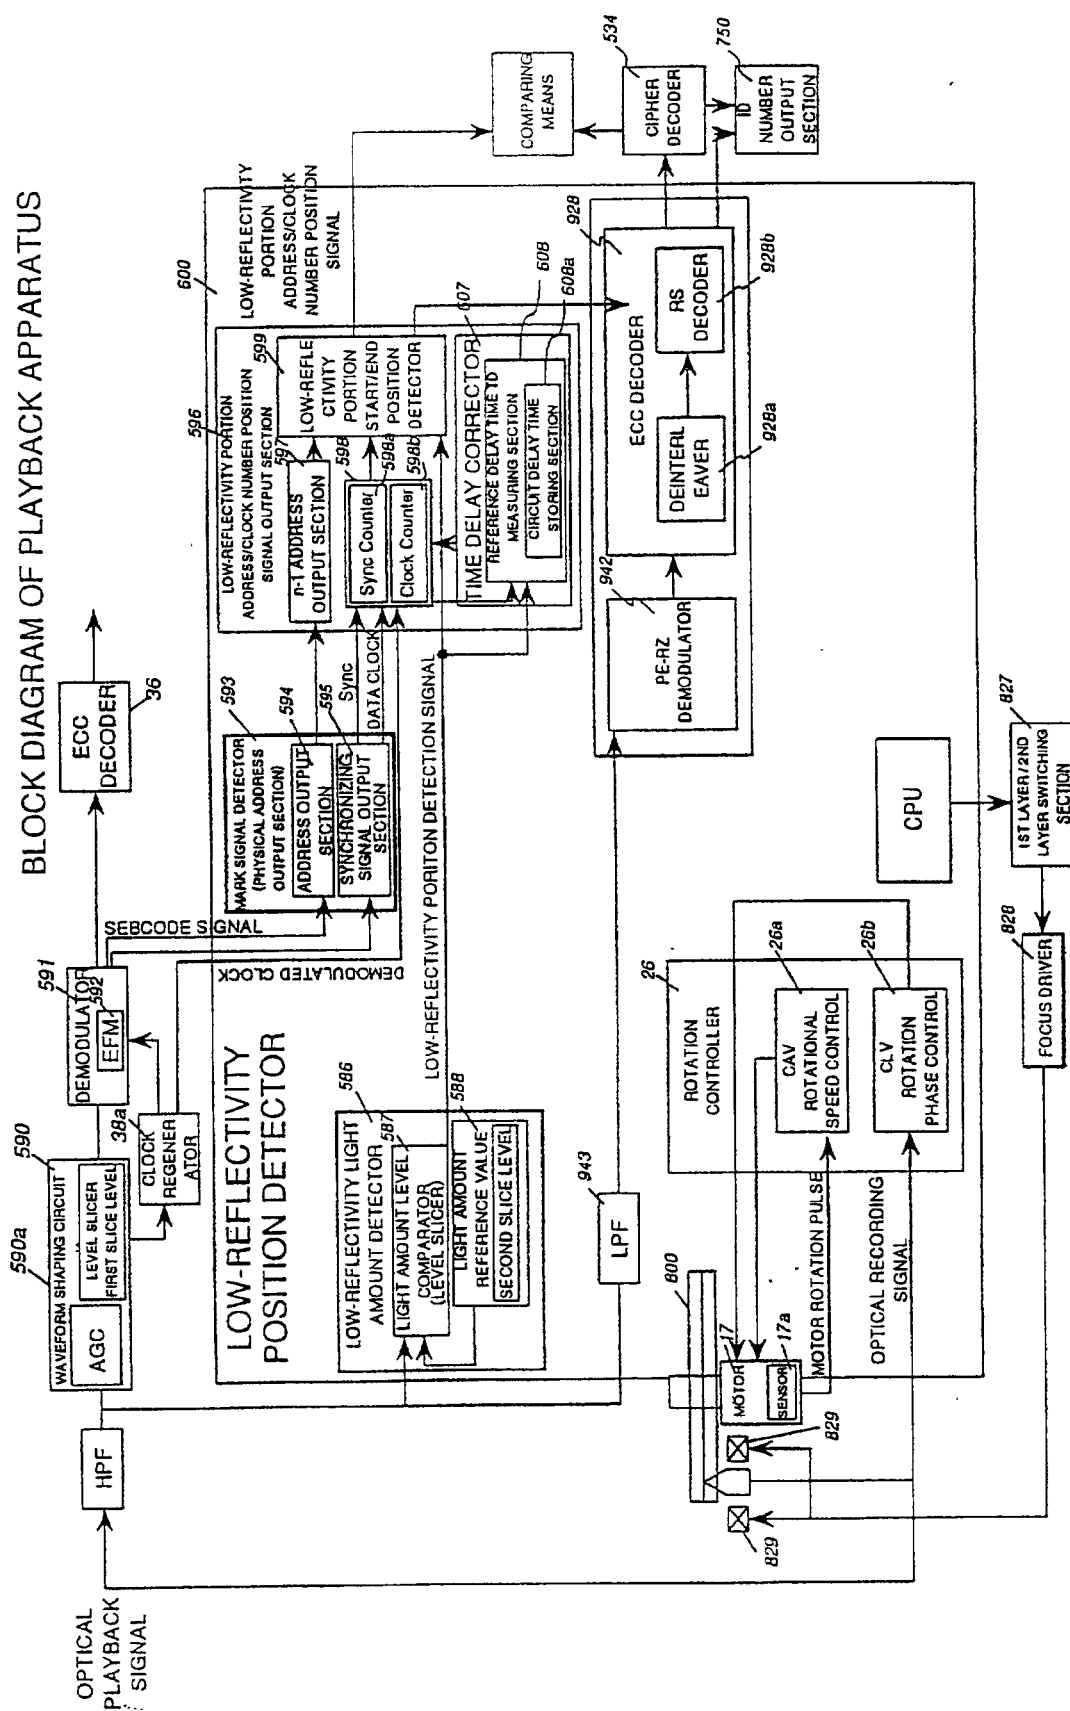 BLOCK DIAGRAM OF PLAYBACK APPARATUS
OPTICAL
PLAYBACK
SIGNAL
HPF
590a
590
WAVEFORM SHAPING CIRCUIT
AGC
LEVEL SLICER
FIRST SLICE LEVEL
38a
CLOCK
REGENER
ATOR
591
DEMODULATOR
592
EFM
ECC
DECODER
36
SEBCODE SIGNAL
DEMODULATED CLOCK
LOW-REFLECTIVITY
POSITION DETECTOR
600
LOW-REFLECTIVITY LIGHT
AMOUNT DETECTOR
586
587
LIGHT AMOUNT LEVEL
COMPARATOR
(LEVEL SLICER)
588
LIGHT AMOUNT
REFERENCE VALUE
SECOND SLICE LEVEL
LOW-REFLECTIVITY PORITON DETECTION SIGNAL
MARK SIGNAL DETECTOR
(PHYSICAL ADDRESS
OUTPUT SECTION)
593
594
ADDRESS OUTPUT
SECTION
595
SYNCHRONIZING
SIGNAL OUTPUT
SECTION
Sync
DATA CLOCK
596
LOW-REFLECTIVITY PORTION
ADDRESS/CLOCK NUMBER POSITION
SIGNAL OUTPUT SECTION
597
n-1 ADDRESS
OUTPUT SECTION
598
Sync Counter
598a
Clock Counter
598b
599
LOW-REFLE
CTIVITY
PORTION
START/END
POSITION
DETECTOR
LOW-REFLECTIVITY
PORTION
ADDRESS/CLOCK
NUMBER POSITION
SIGNAL
607
TIME DELAY CORRECTOR
REFERENCE DELAY TIME TD
MEASURING SECTION
608
CIRCUIT DELAY TIME
STORING SECTION
608a
COMPARING
MEANS
534
CIPHER
DECODER
750
ID
NUMBER
OUTPUT
SECTION
943
LPF
942
PE-RZ
DEMODULATOR
928
ECC DECODER
DEINTERL
EAVER
928a
RS
DECODER
928b
800
17
MOTOR
17a
SENSOR
829
829
MOTOR ROTATION PULSE
OPTICAL RECORDING
SIGNAL
26
ROTATION
CONTROLLER
26a
CAV
ROTATIONAL
SPEED CONTROL
26b
CLV
ROTATION
PHASE CONTROL
CPU
827
1ST LAYER/2ND
LAYER SWITCHING
SECTION
828
FOCUS DRIVER